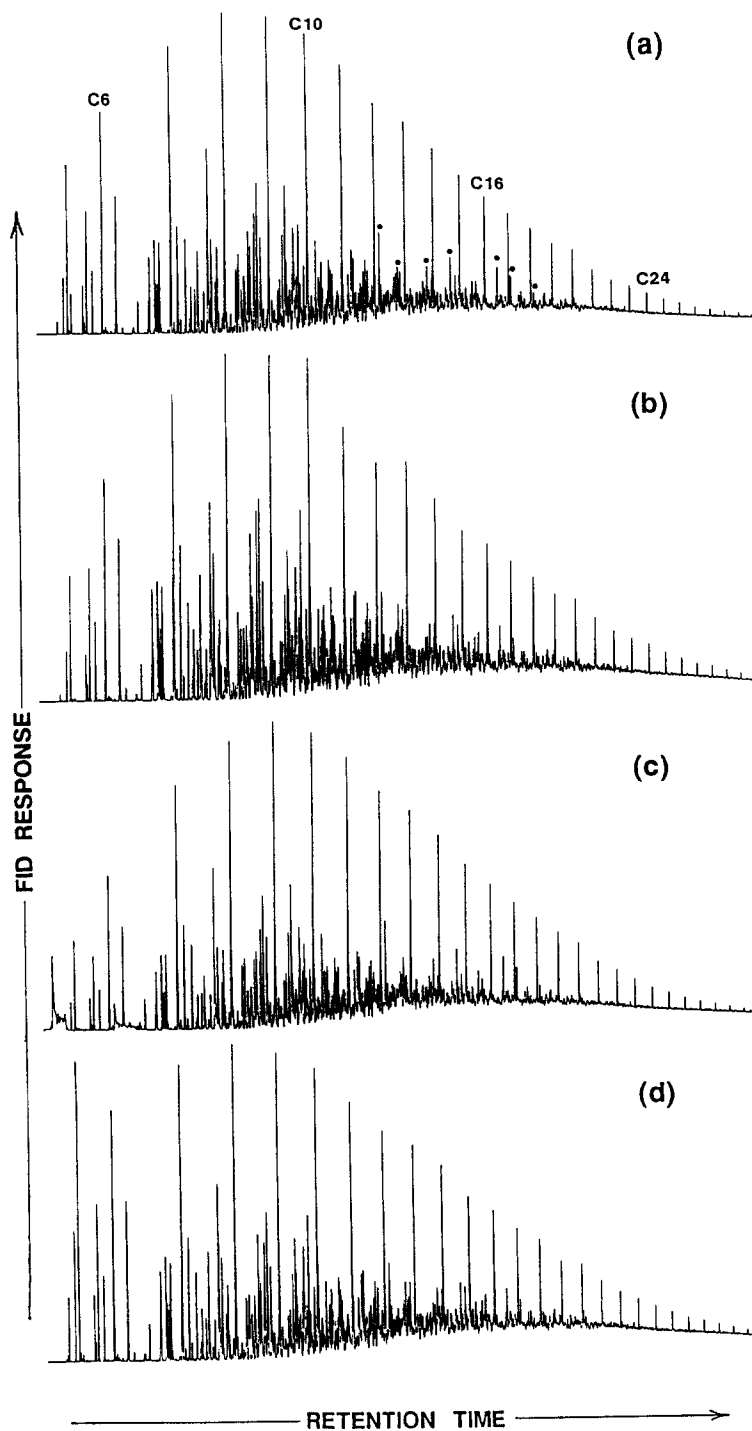 C10
(a)
C6
C16
C24
(b)
(c)
(d)
FID RESPONSE
RETENTION TIME